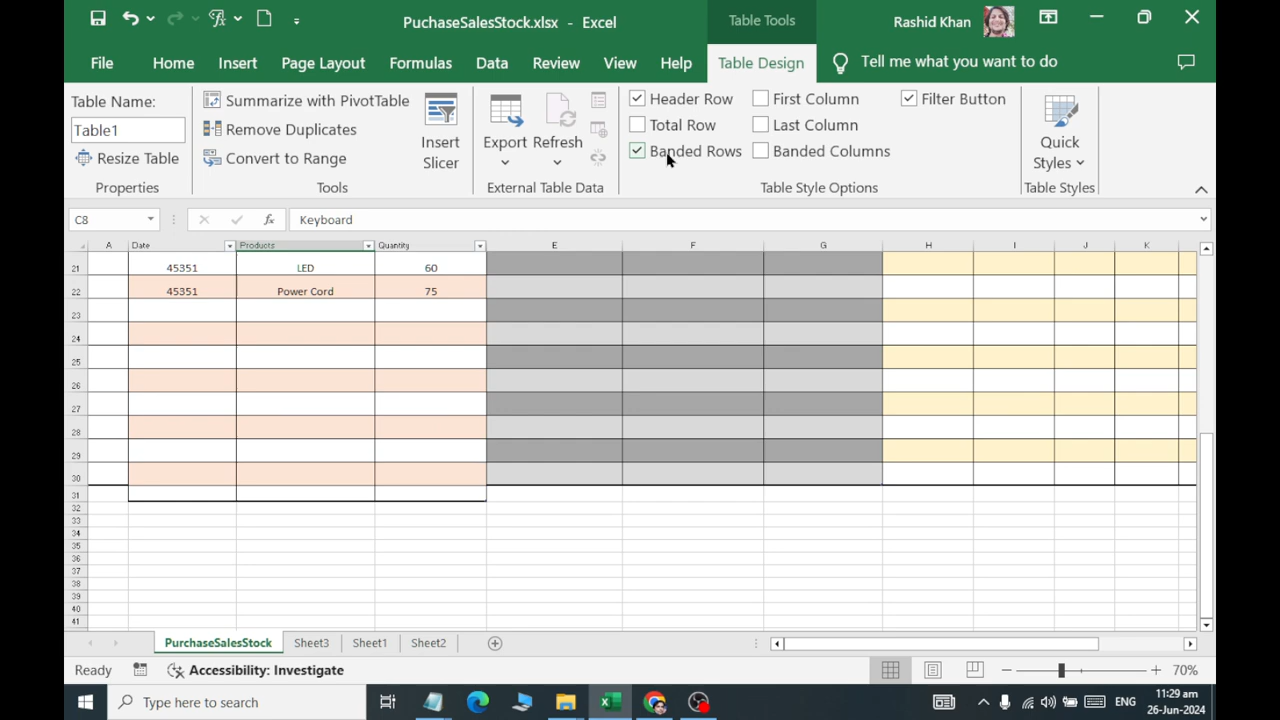 PuchaseSalesStock.xlsx - Excel
Table Tools
Rashid Khan
File
Home
Insert
Page Layout
Formulas
Data
Review
View
Help
Table Design
Tell me what you want to do
Table Name:
Table1
Resize Table
Properties
Summarize with PivotTable
Remove Duplicates
Convert to Range
Tools
Insert
Slicer
Export
Refresh
External Table Data
Header Row
Total Row
Banded Rows
First Column
Last Column
Banded Columns
Filter Button
Table Style Options
Quick
Styles
Table Styles
C8
fx
Keyboard
A Date Products Quantity E F G H I J K
21 45351 LED 60
22 45351 Power Cord 75
23
24
25
26
27
28
29
30
31
32
33
34
35
36
37
38
39
40
41
PurchaseSalesStock Sheet3 Sheet1 Sheet2
Ready
Accessibility: Investigate
70%
Type here to search
ENG
11:29 am
26-Jun-2024